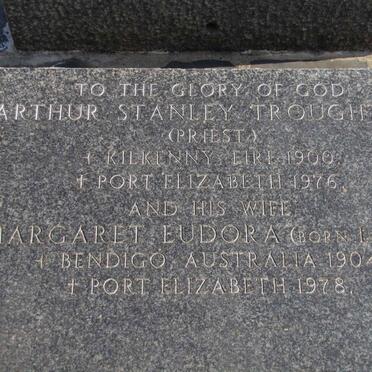 TO THE GLORY OF GOD
ARTHUR STANLEY TROUGH
(PRIEST)
† KILKENNY, EIRE 1900.
† PORT ELIZABETH 1976,
AND HIS WIFE
MARGARET EUDORA (BORN L
† BENDIGO, AUSTRALIA 1904
† PORT ELIZABETH 1978.